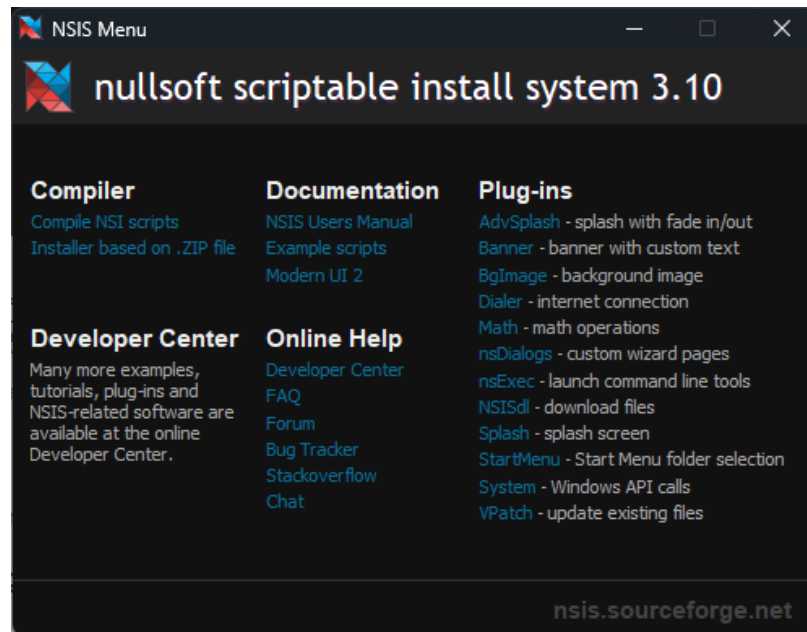 NSIS Menu
nullsoft scriptable install system 3.10
Compiler
Compile NSI scripts
Installer based on .ZIP file
Documentation
NSIS Users Manual
Example scripts
Modern UI 2
Plug-ins
AdvSplash - splash with fade in/out
Banner - banner with custom text
BgImage - background image
Dialer - internet connection
Math - math operations
nsDialogs - custom wizard pages
nsExec - launch command line tools
NSISdl - download files
Splash - splash screen
StartMenu - Start Menu folder selection
System - Windows API calls
VPatch - update existing files
Developer Center
Many more examples,
tutorials, plug-ins and
NSIS-related software are
available at the online
Developer Center.
Online Help
Developer Center
FAQ
Forum
Bug Tracker
Stackoverflow
Chat
nsis.sourceforge.net